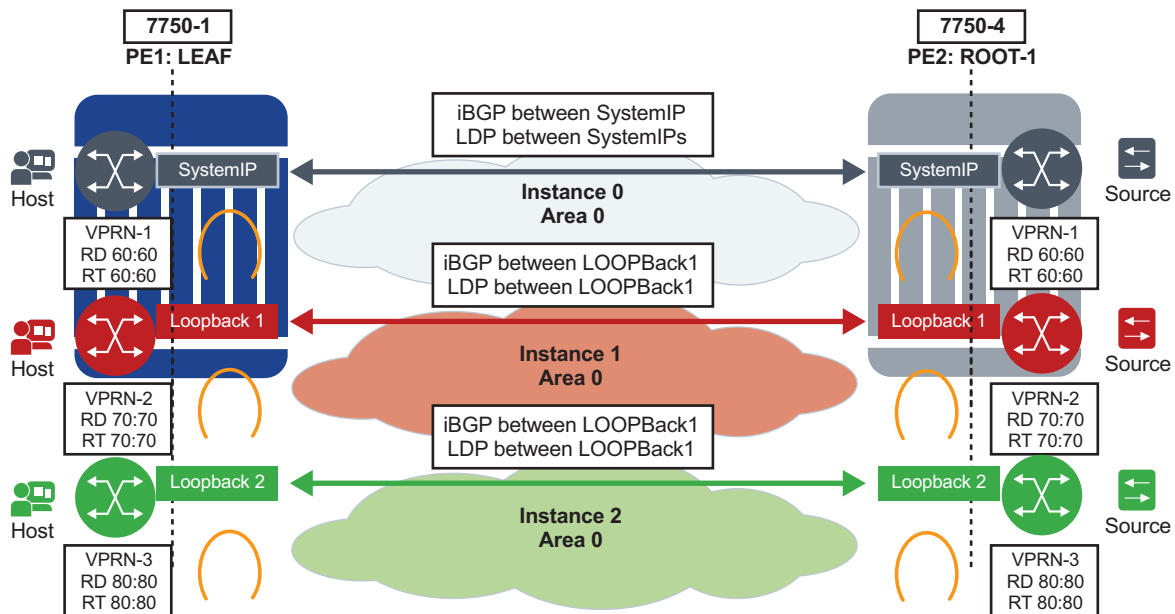 7750-1
7750-4
PE1: LEAF
PE2: ROOT-1
iBGP between SystemIP
LDP between SystemIPs
SystemIP
SystemIP
Host
Source
Instance 0
Area 0
VPRN-1
RD 60:60
RT 60:60
VPRN-1
RD 60:60
RT 60:60
iBGP between LOOPBack1
LDP between LOOPBack1
Loopback 1
Loopback 1
Host
Source
Instance 1
Area 0
VPRN-2
RD 70:70
RT 70:70
VPRN-2
RD 70:70
RT 70:70
iBGP between LOOPBack1
LDP between LOOPBack1
Loopback 2
Loopback 2
Host
Source
Instance 2
Area 0
VPRN-3
RD 80:80
RT 80:80
VPRN-3
RD 80:80
RT 80:80